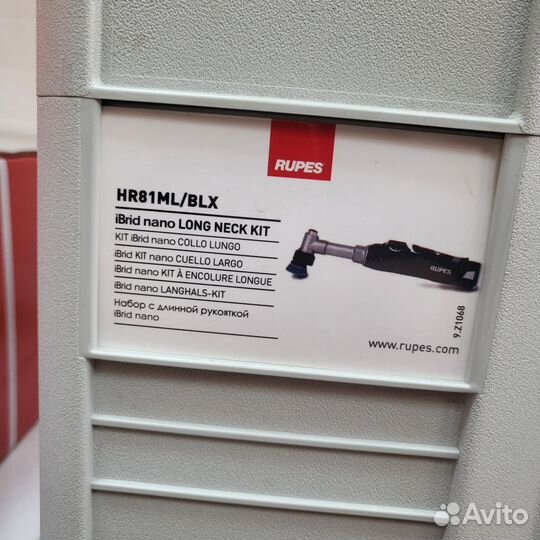 RUPES
HR81ML/BLX
iBrid nano LONG NECK KIT
KIT iBrid nano COLLO LUNGO
iBrid KIT nano CUELLO LARGO
iBrid nano KIT À ENCOLURE LONGUE
iBrid nano LANGHALS-KIT
Набор с длинной рукояткой
iBrid nano
RUPES
9.Z1068
www.rupes.com
Avito